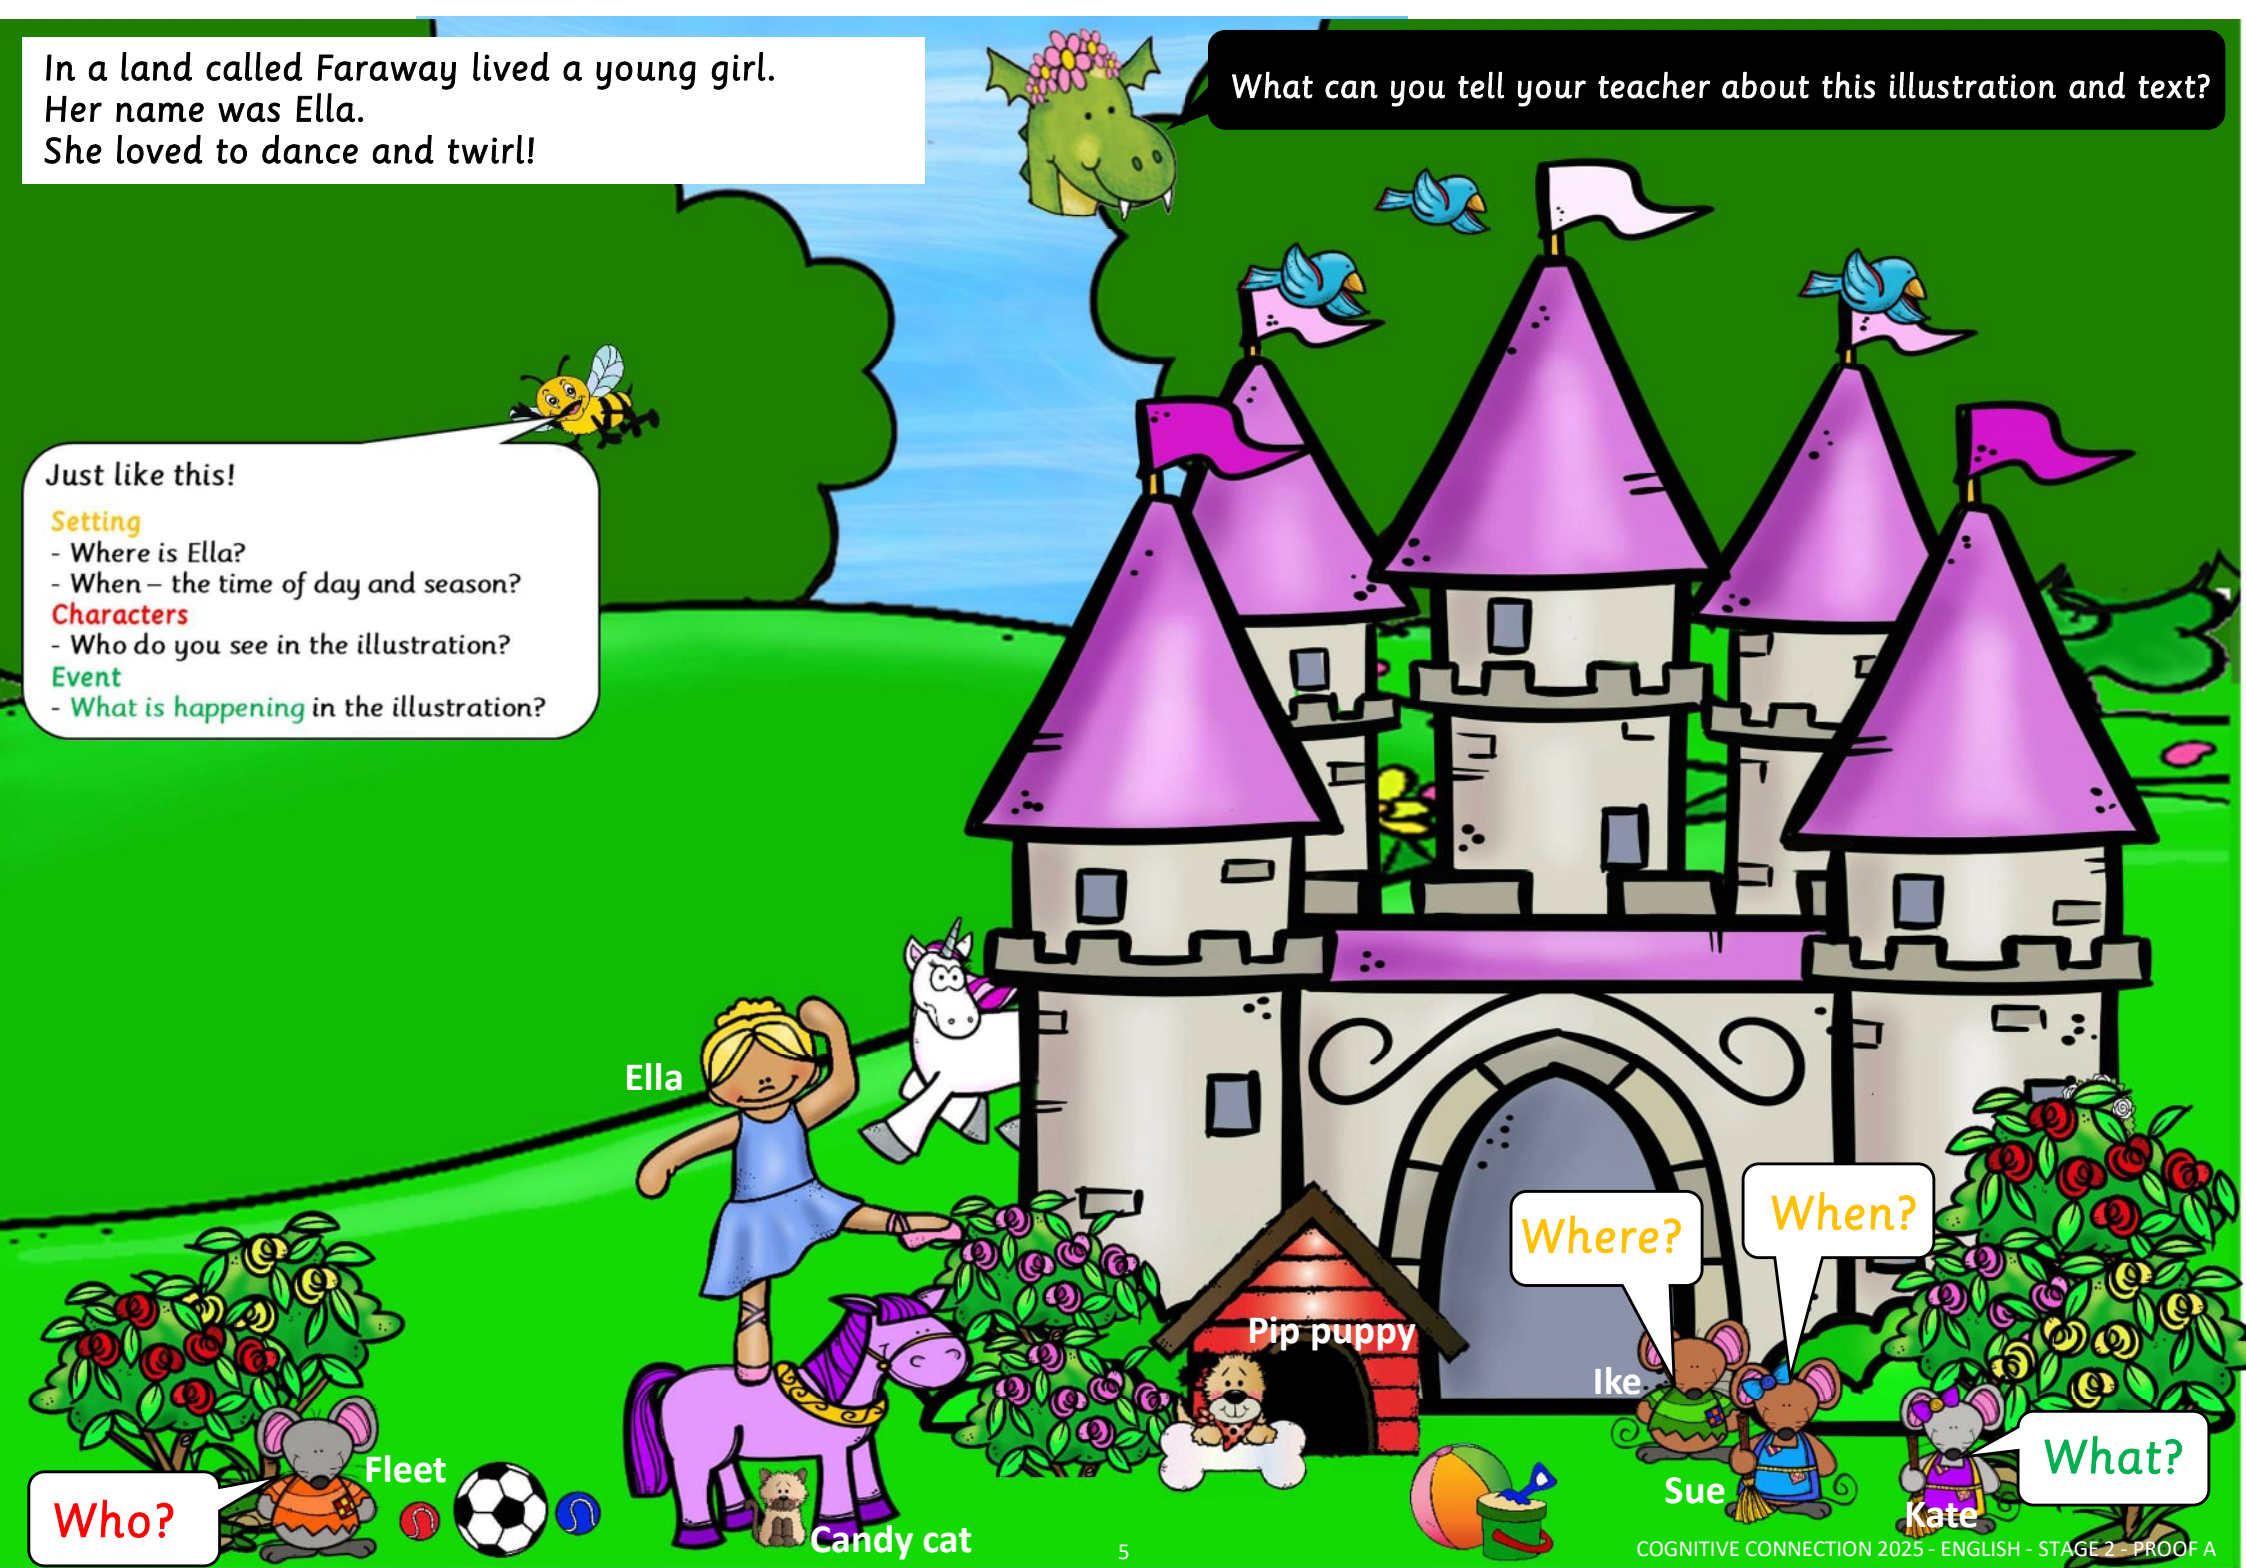 In a land called Faraway lived a young girl.
Her name was Ella.
She loved to dance and twirl!
What can you tell your teacher about this illustration and text?
Just like this!
Setting
- Where is Ella?
- When – the time of day and season?
Characters
- Who do you see in the illustration?
Event
- What is happening in the illustration?
Ella
Where?
When?
Pip puppy
Ike
Fleet
Who?
Candy cat
Sue
What?
Kate
5
COGNITIVE CONNECTION 2025 - ENGLISH - STAGE 2 - PROOF A